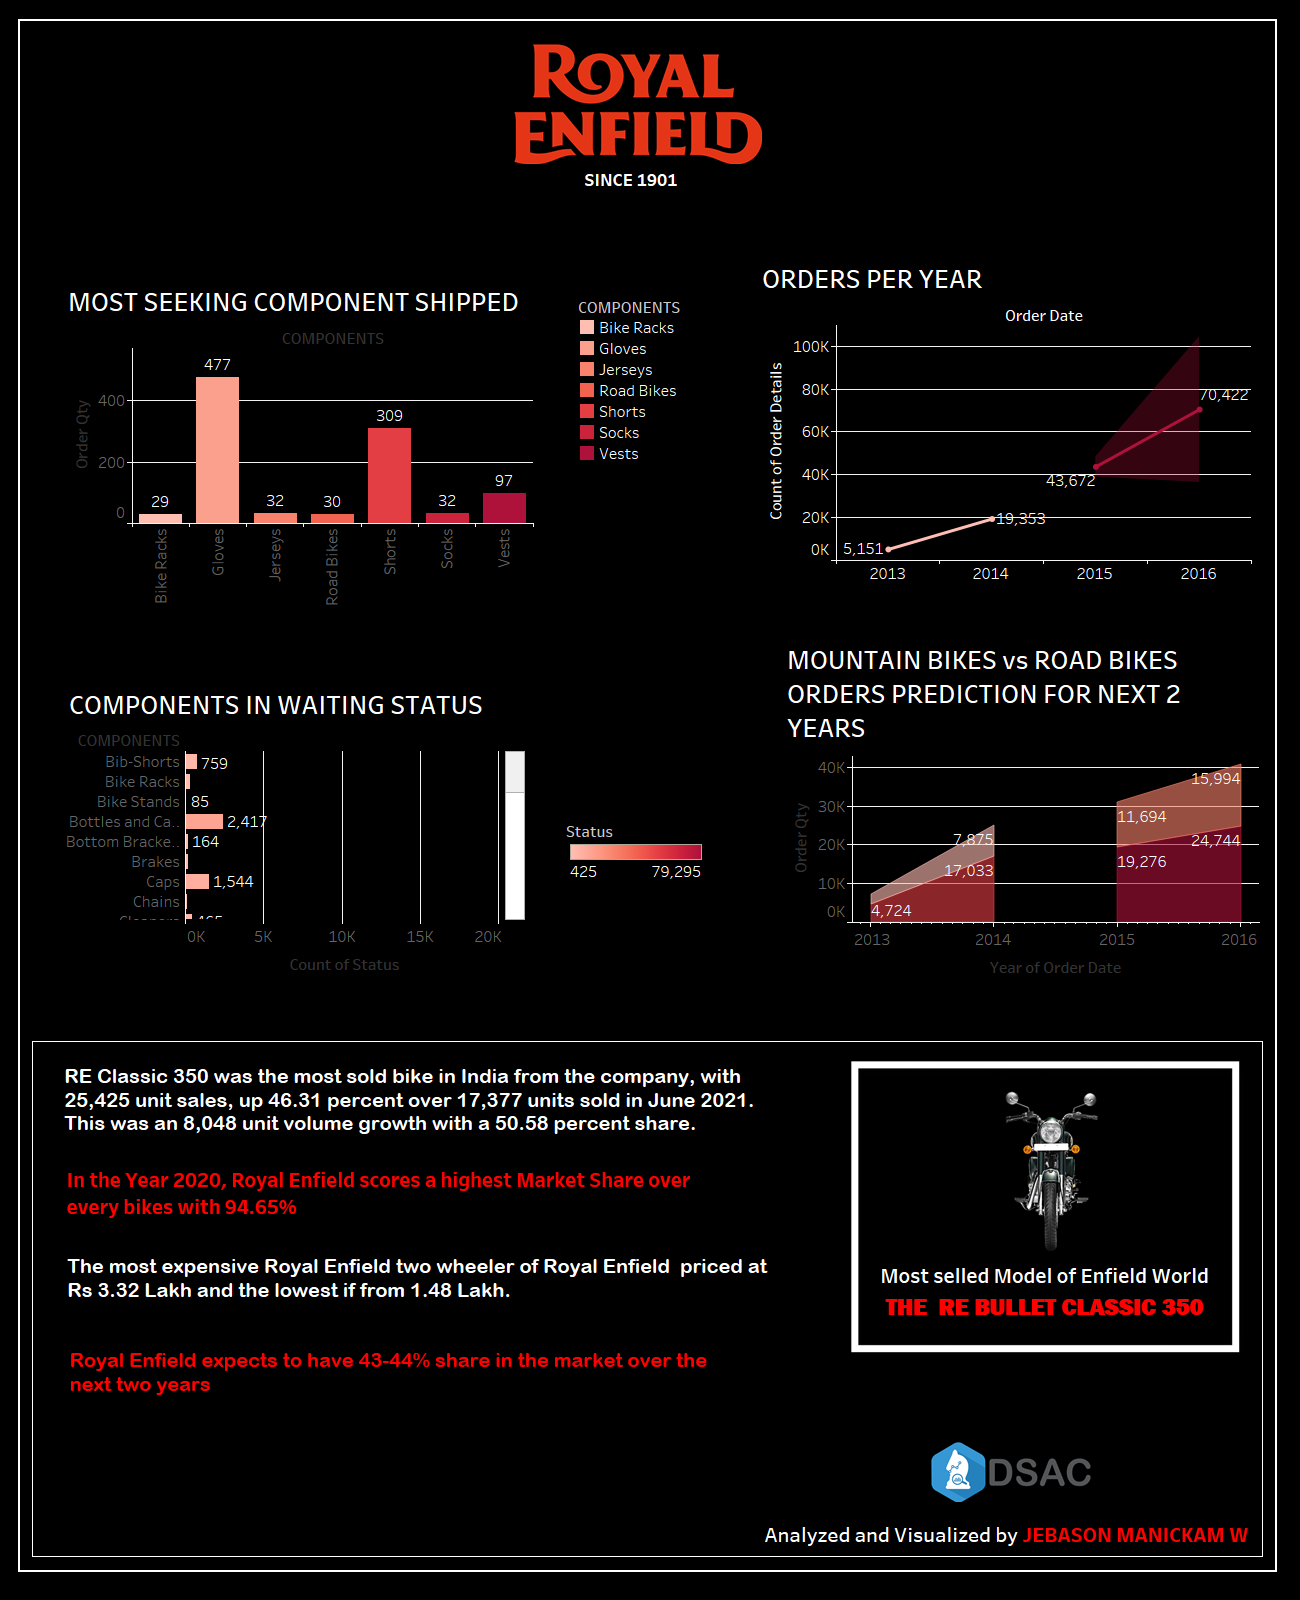 ROYAL
ENFIELD
SINCE 1901
MOST SEEKING COMPONENT SHIPPED
COMPONENTS
Order Qty
400
200
0
29
477
32
30
309
32
97
Bike Racks
Gloves
Jerseys
Road Bikes
Shorts
Socks
Vests
COMPONENTS
Bike Racks
Gloves
Jerseys
Road Bikes
Shorts
Socks
Vests
ORDERS PER YEAR
Order Date
Count of Order Details
100K
80K
60K
40K
20K
0K
5,151
19,353
43,672
70,422
2013
2014
2015
2016
COMPONENTS IN WAITING STATUS
COMPONENTS
Bib-Shorts 759
Bike Racks
Bike Stands 85
Bottles and Ca.. 2,417
Bottom Bracke.. 164
Brakes
Caps 1,544
Chains
0K 5K 10K 15K 20K
Count of Status
Status
425 79,295
MOUNTAIN BIKES vs ROAD BIKES
ORDERS PREDICTION FOR NEXT 2
YEARS
Order Qty
40K
30K
20K
10K
0K
4,724
7,875
17,033
11,694
19,276
15,994
24,744
2013
2014
2015
2016
Year of Order Date
RE Classic 350 was the most sold bike in India from the company, with
25,425 unit sales, up 46.31 percent over 17,377 units sold in June 2021.
This was an 8,048 unit volume growth with a 50.58 percent share.
In the Year 2020, Royal Enfield scores a highest Market Share over
every bikes with 94.65%
The most expensive Royal Enfield two wheeler of Royal Enfield  priced at
Rs 3.32 Lakh and the lowest if from 1.48 Lakh.
Royal Enfield expects to have 43-44% share in the market over the
next two years
Most selled Model of Enfield World
THE  RE BULLET CLASSIC 350
DSAC
Analyzed and Visualized by JEBASON MANICKAM W